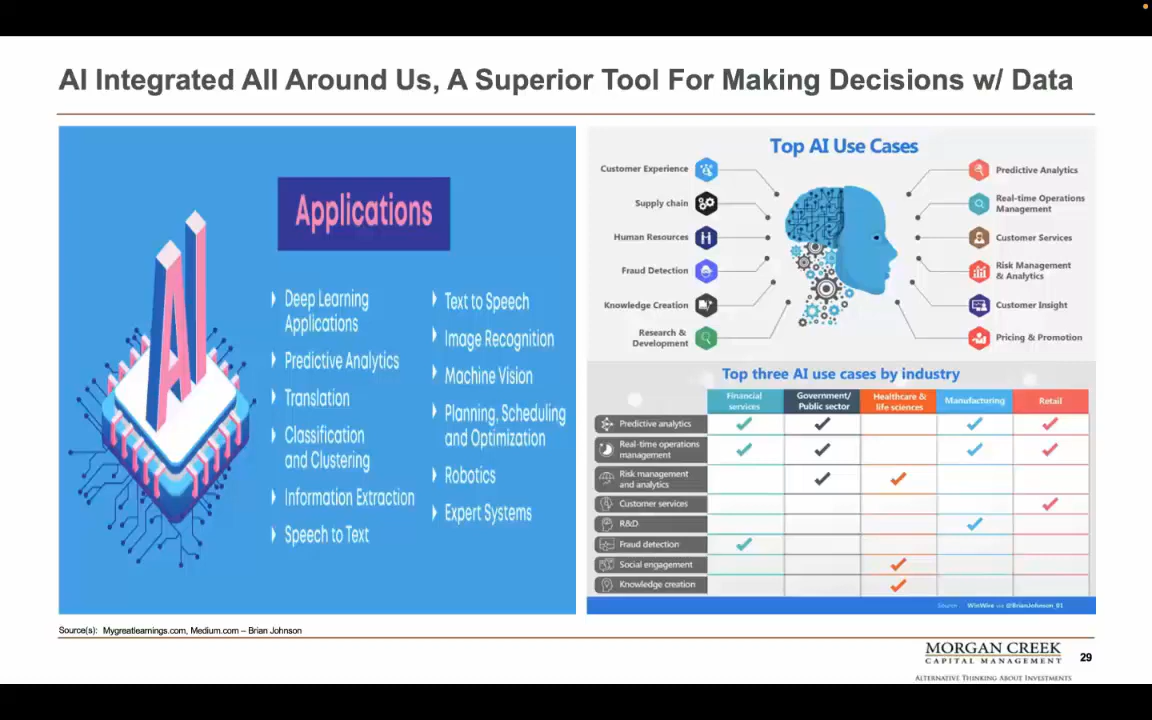 AI Integrated All Around Us, A Superior Tool For Making Decisions w/ Data
Applications
Deep Learning
Applications
Predictive Analytics
Translation
Classification
and Clustering
Information Extraction
Speech to Text
Text to Speech
Image Recognition
Machine Vision
Planning, Scheduling
and Optimization
Robotics
Expert Systems
Top AI Use Cases
Customer Experience
Supply chain
Human Resources
Fraud Detection
Knowledge Creation
Research &
Development
Predictive Analytics
Real-time Operations
Management
Customer Services
Risk Management
& Analytics
Customer Insight
Pricing & Promotion
Top three AI use cases by industry
Financial
services
Government/
Public sector
Healthcare &
life sciences
Manufacturing
Retail
Predictive analytics
Real-time operations
management
Risk management
and analytics
Customer services
R&D
Fraud detection
Social engagement
Knowledge creation
Source : WinWire via @BrianJohnson_81
Source(s): Mygreatlearnings.com, Medium.com – Brian Johnson
MORGAN CREEK
CAPITAL MANAGEMENT
ALTERNATIVE THINKING ABOUT INVESTMENTS
29